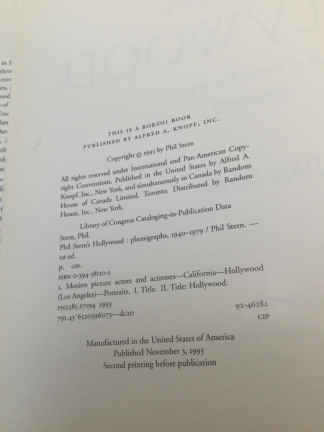 THIS IS A BORZOI BOOK
PUBLISHED BY ALFRED A. KNOPF, INC.
Copyright © 1993 by Phil Stern
All rights reserved under International and Pan-American Copy-
right Conventions. Published in the United States by Alfred A.
Knopf, Inc., New York, and simultaneously in Canada by Random
House of Canada Limited, Toronto. Distributed by Random
House, Inc., New York.
Library of Congress Cataloging-in-Publication Data
Stern, Phil.
Phil Stern's Hollywood : photographs, 1940-1979 / Phil Stern. —
1st ed.
p. cm.
ISBN
1. Motion picture actors and actresses—California—Hollywood
(Los Angeles)—Portraits. I. Title. II. Title: Hollywood.
1993
92-46282
CIP
Manufactured in the United States of America
Published November 3, 1993
Second printing before publication